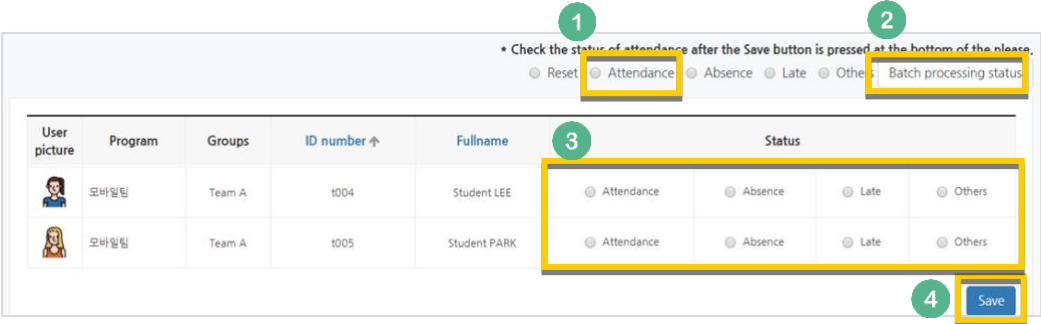 1
2
* Check the status of attendance after the Save button is pressed at the bottom of the please.
Reset Attendance Absence Late Others Batch processing status
User picture Program Groups ID number ↑ Fullname 3 Status
모바일팀 Team A t004 Student LEE Attendance Absence Late Others
모바일팀 Team A t005 Student PARK Attendance Absence Late Others
4 Save